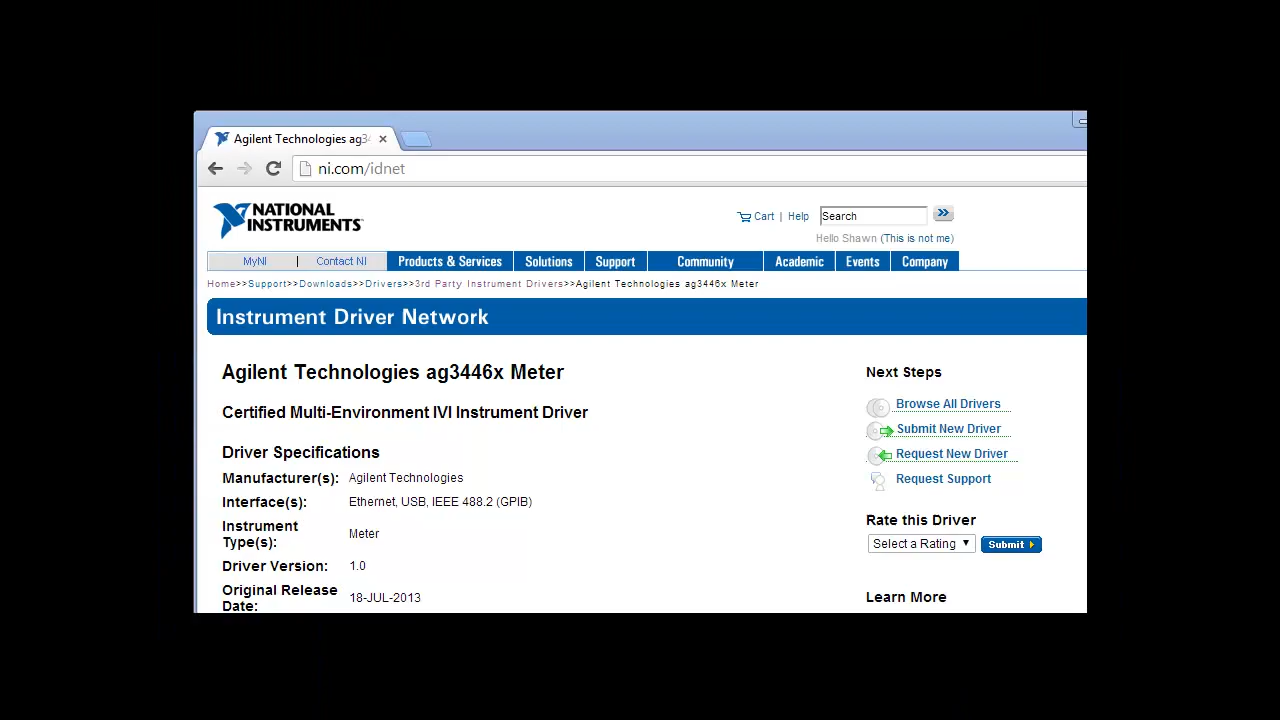 Agilent Technologies ag3
ni.com/idnet
NATIONAL
INSTRUMENTS
Cart | Help Search
Hello Shawn (This is not me)
MyNI | Contact NI Products & Services Solutions Support Community Academic Events Company
Home>>Support>>Downloads>>Drivers>>3rd Party Instrument Drivers>>Agilent Technologies ag3446x Meter
Instrument Driver Network
Agilent Technologies ag3446x Meter
Certified Multi-Environment IVI Instrument Driver
Driver Specifications
Manufacturer(s): Agilent Technologies
Interface(s): Ethernet, USB, IEEE 488.2 (GPIB)
Instrument
Type(s): Meter
Driver Version: 1.0
Original Release
Date: 18-JUL-2013
Next Steps
Browse All Drivers
Submit New Driver
Request New Driver
Request Support
Rate this Driver
Select a Rating Submit
Learn More